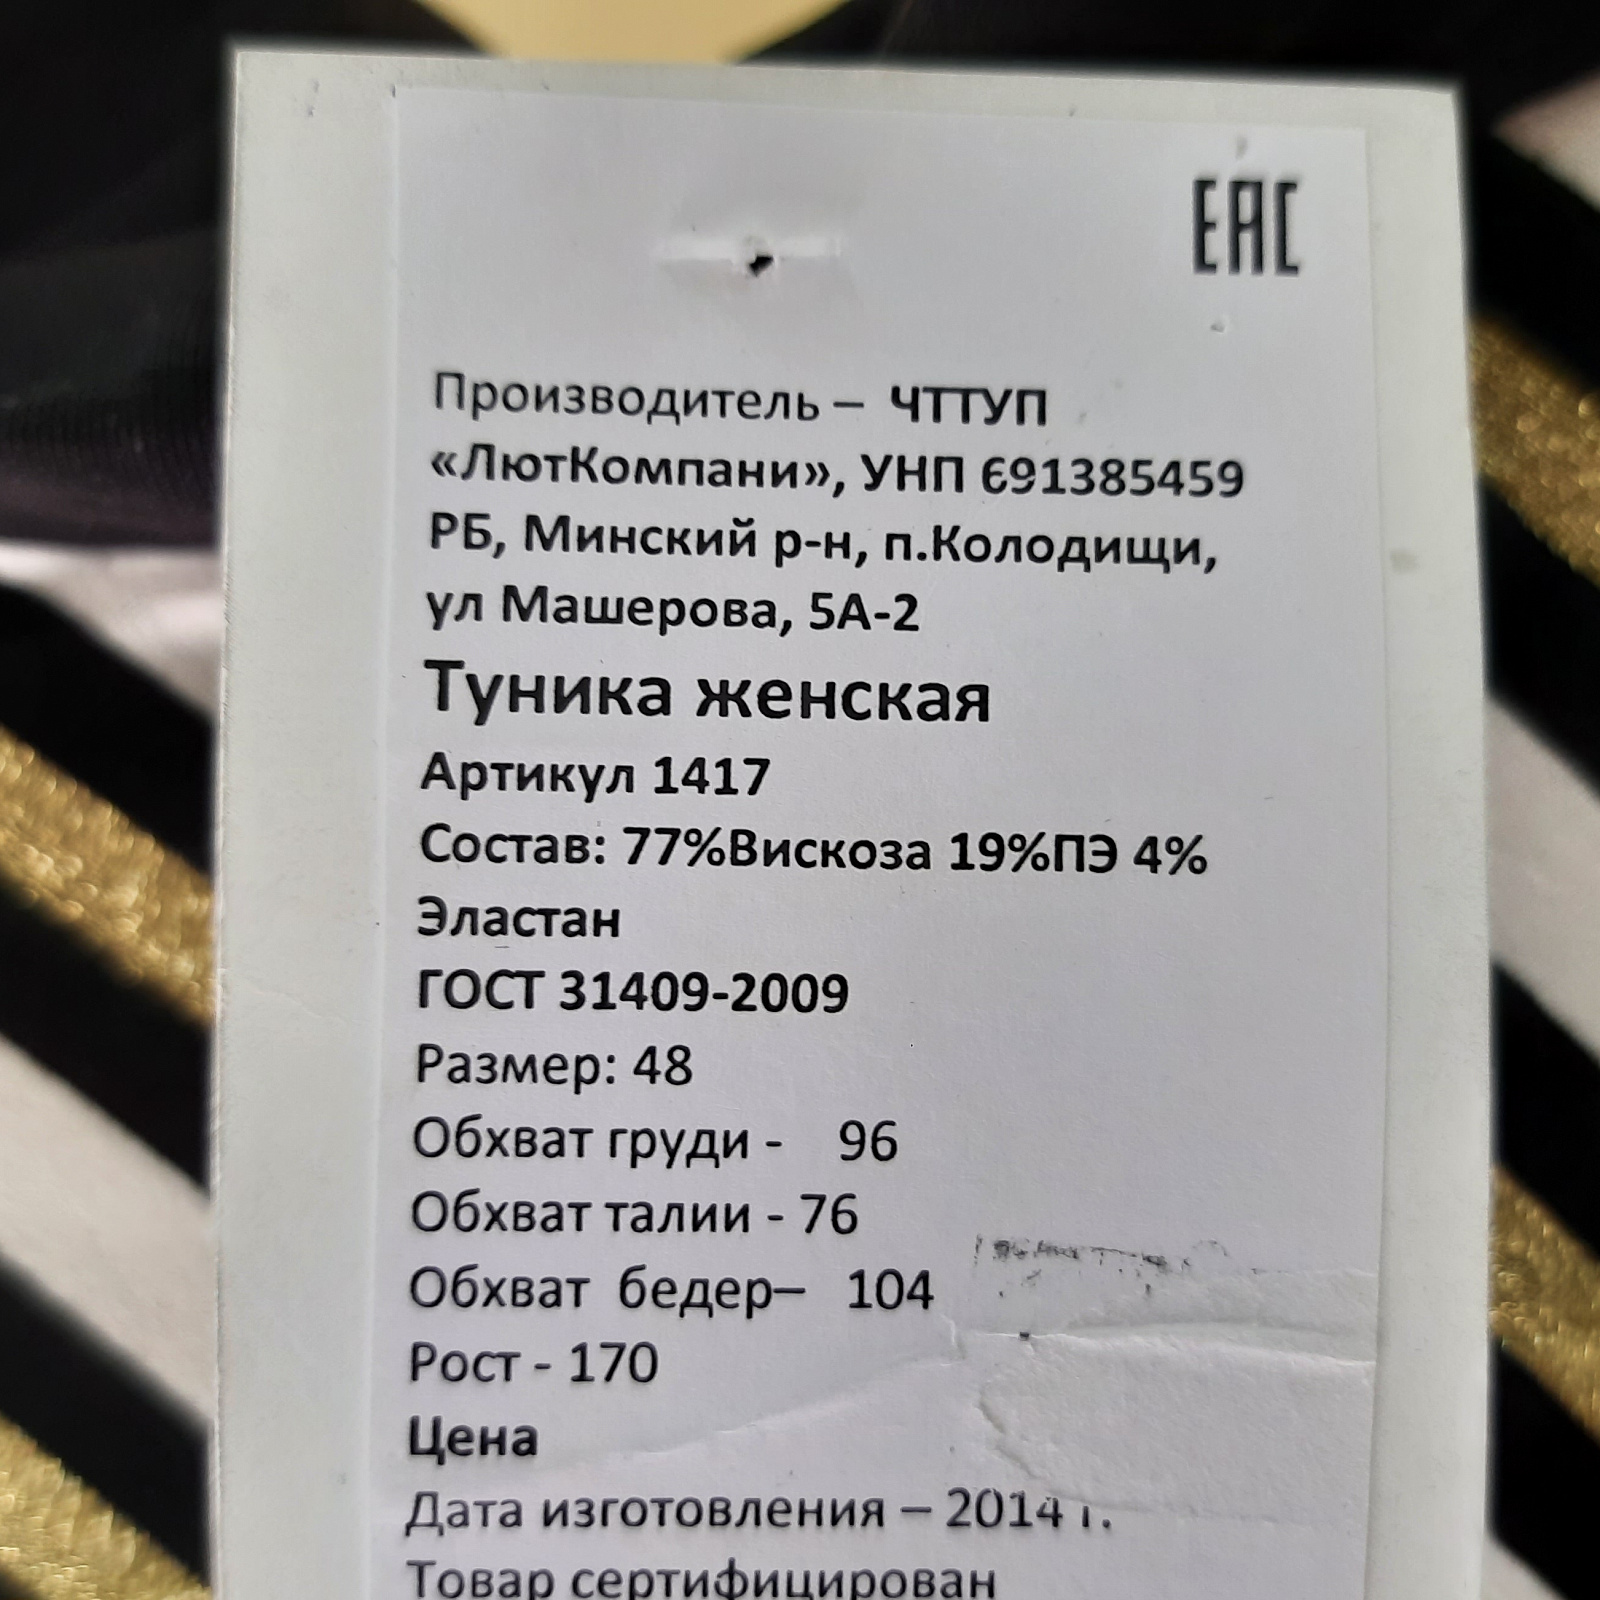 ЕАС
Производитель – ЧТТУП
«ЛютКомпани», УНП 691385459
РБ, Минский р-н, п.Колодищи,
ул Машерова, 5А-2
Туника женская
Артикул 1417
Состав: 77%Вискоза 19%ПЭ 4%
Эластан
ГОСТ 31409-2009
Размер: 48
Обхват груди - 96
Обхват талии - 76
Обхват бедер– 104
Рост - 170
Цена
Дата изготовления – 2014 г.
Товар сертифицирован